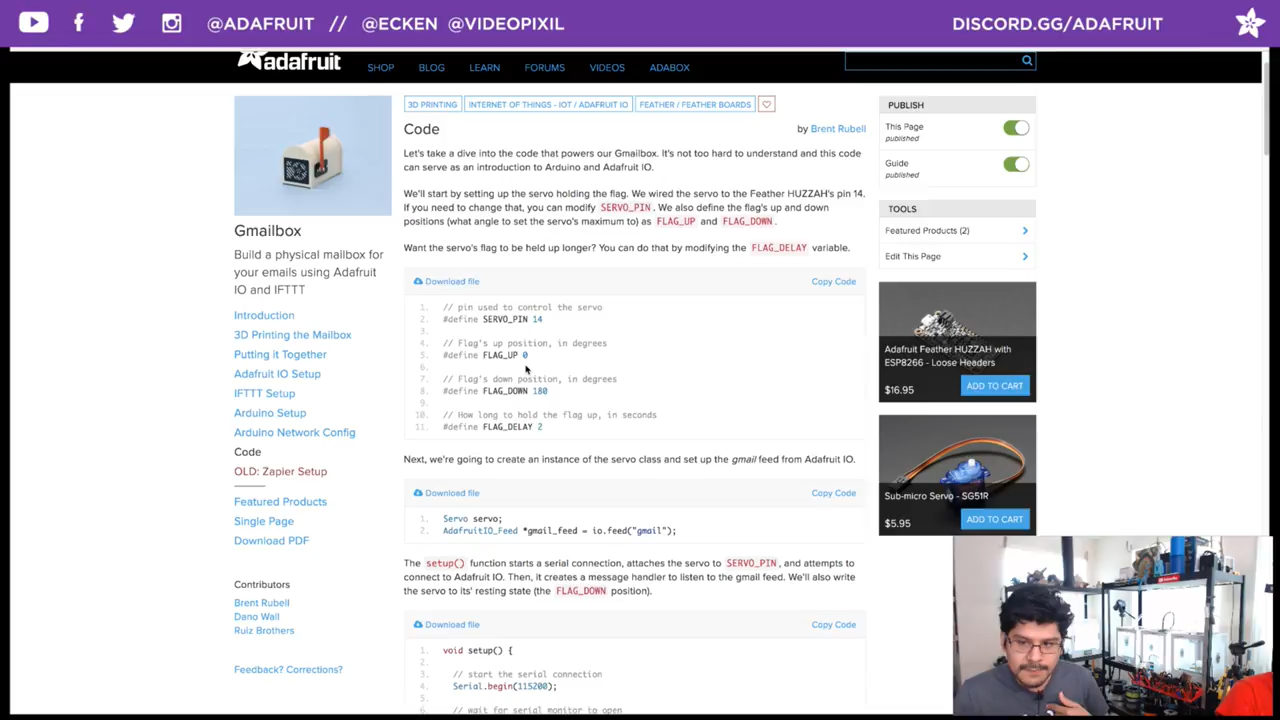 @ADAFRUIT // @ECKEN @VIDEOPIXIL
DISCORD.GG/ADAFRUIT
adafruit
SHOP BLOG LEARN FORUMS VIDEOS ADABOX
3D PRINTING INTERNET OF THINGS - IOT / ADAFRUIT IO FEATHER / FEATHER BOARDS
Code
by Brent Rubell
Let's take a dive into the code that powers our Gmailbox. It's not too hard to understand and this code
can serve as an introduction to Arduino and Adafruit IO.
We'll start by setting up the servo holding the flag. We wired the servo to the Feather HUZZAH's pin 14.
If you need to change that, you can modify SERVO_PIN. We also define the flag's up and down
positions (what angle to set the servo's maximum to) as FLAG_UP and FLAG_DOWN.
Want the servo's flag to be held up longer? You can do that by modifying the FLAG_DELAY variable.
Download file Copy Code
1. // pin used to control the servo
2. #define SERVO_PIN 14
3.
4. // Flag's up position, in degrees
5. #define FLAG_UP 0
6.
7. // Flag's down position, in degrees
8. #define FLAG_DOWN 180
9.
10. // How long to hold the flag up, in seconds
11. #define FLAG_DELAY 2
Next, we're going to create an instance of the servo class and set up the gmail feed from Adafruit IO.
Download file Copy Code
1. Servo servo;
2. AdafruitIO_Feed *gmail_feed = io.feed("gmail");
The setup() function starts a serial connection, attaches the servo to SERVO_PIN, and attempts to
connect to Adafruit IO. Then, it creates a message handler to listen to the gmail feed. We'll also write
the servo to its' resting state (the FLAG_DOWN position).
Download file Copy Code
1. void setup() {
2.
3. // start the serial connection
4. Serial.begin(115200);
5.
6. // wait for serial monitor to open
Gmailbox
Build a physical mailbox for
your emails using Adafruit
IO and IFTTT
Introduction
3D Printing the Mailbox
Putting it Together
Adafruit IO Setup
IFTTT Setup
Arduino Setup
Arduino Network Config
Code
OLD: Zapier Setup
Featured Products
Single Page
Download PDF
Contributors
Brent Rubell
Dano Wall
Ruiz Brothers
Feedback? Corrections?
PUBLISH
This Page
published
Guide
published
TOOLS
Featured Products (2)
Edit This Page
Adafruit Feather HUZZAH with
ESP8266 - Loose Headers
$16.95 ADD TO CART
Sub-micro Servo - SG51R
$5.95 ADD TO CART